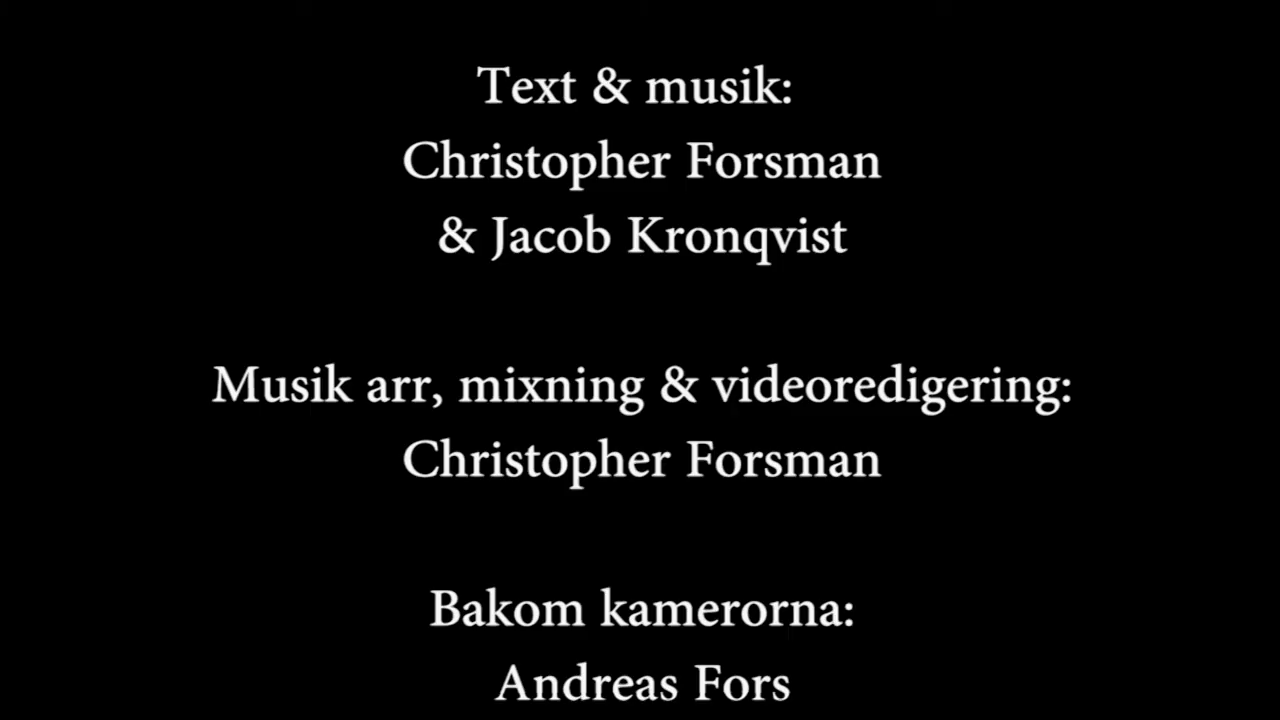 Text & musik:
Christopher Forsman
& Jacob Kronqvist
Musik arr, mixning & videoredigering:
Christopher Forsman
Bakom kamerorna:
Andreas Fors